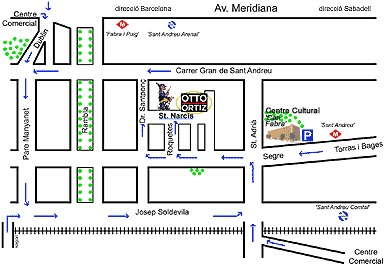 direcció Barcelona
Av. Meridiana
direcció Sabadell
Centre
Comercial
'Fabra i Puig'
'Sant Andreu Arenal'
Dublin
Carrer Gran de Sant Andreu
Pare Manyanet
Rambla
Dr. Santponç
OTTO
ORTIZ
St. Narcís
Roquetes
St. Adrià
Centre Cultural
"Can
Fabra"
P
'Sant Andreu'
Segre
Torras i Bages
Josep Soldevila
'Sant Andreu Comtal'
Centre
Comercial